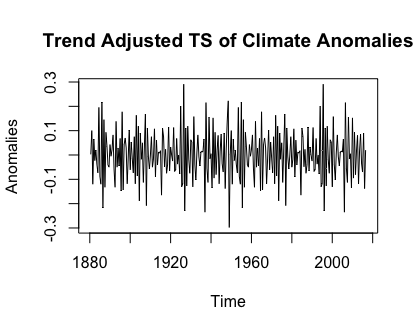 Trend Adjusted TS of Climate Anomalies
0.3
0.1
-0.1
-0.3
Anomalies
1880
1920
1960
2000
Time